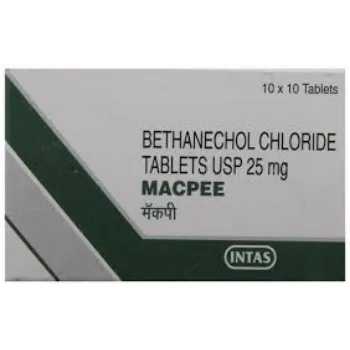 10 x 10 Tablets
BETHANECHOL CHLORIDE
TABLETS USP 25 mg
MACPEE
मॅकपी
INTAS